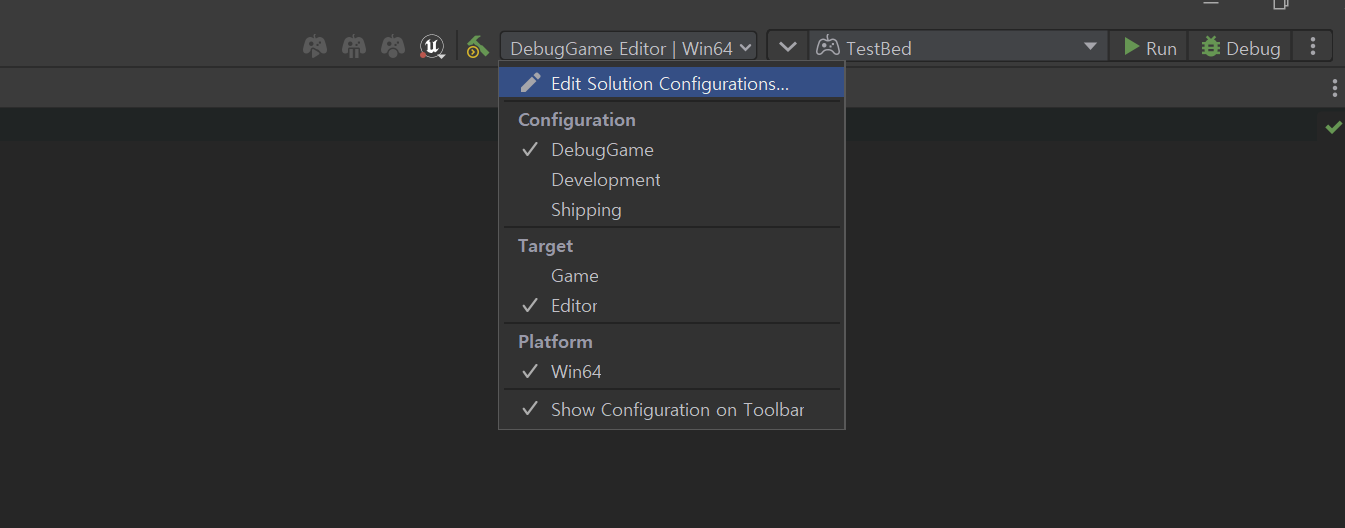 DebugGame Editor | Win64
TestBed
Run
Debug
Edit Solution Configurations...
Configuration
DebugGame
Development
Shipping
Target
Game
Editor
Platform
Win64
Show Configuration on Toolbar